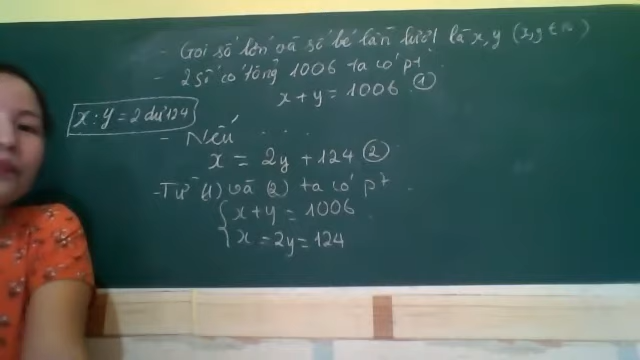 - Gọi số lớn và số bé lần lượt là x, y (x, y ∈ N)
- 2 số có tổng 1006 ta có pt
x + y = 1006 (1)
x : y = 2 dư 124
- Nếu . . .
x = 2y + 124 (2)
- Từ (1) và (2) ta có pt
{ x + y = 1006
x = 2y = 124